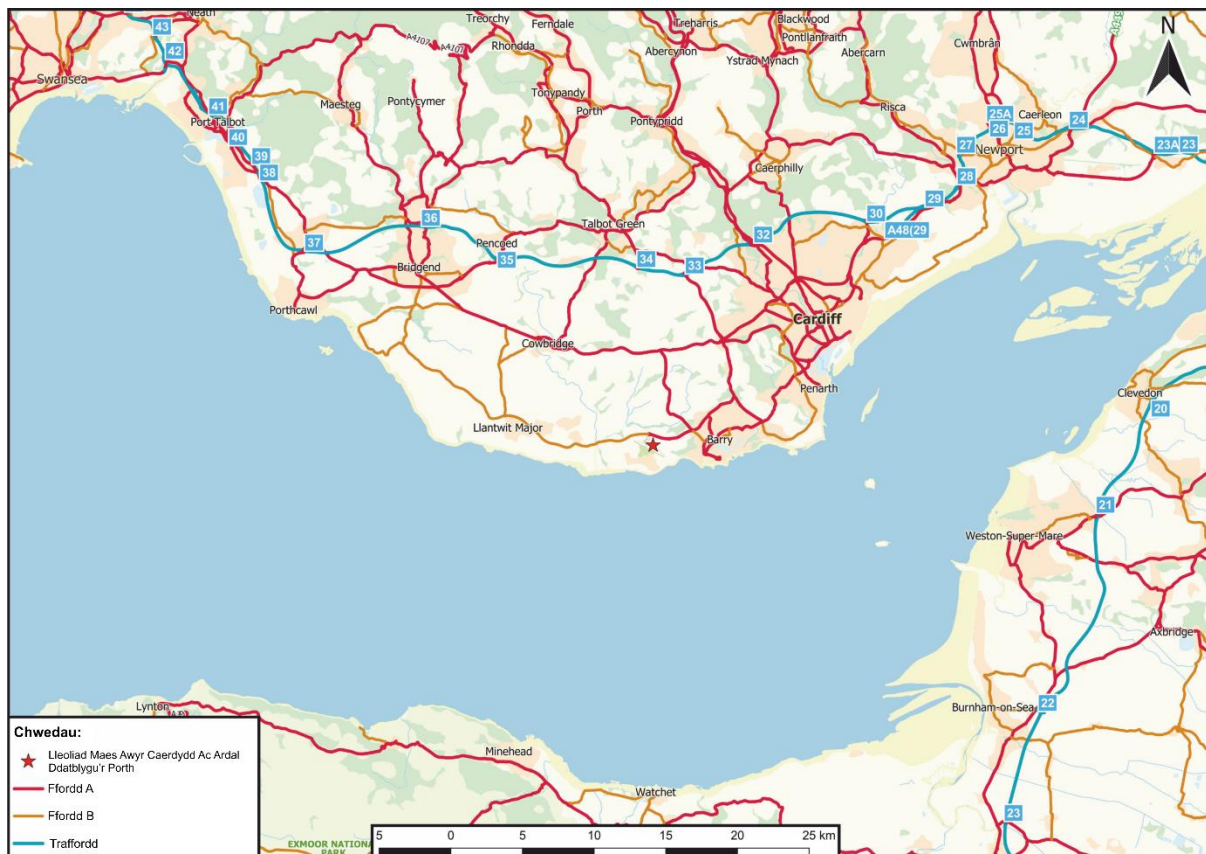 43
Neath
42
Swansea
41
Port Talbot
40
39
38
37
Porthcawl
Maesteg
Pontycymer
A4107
Treorchy
Rhondda
Ferndale
Tonypandy
Porth
Treharris
Abercynon
Pontypridd
Blackwood
Pontllanfraith
Ystrad Mynach
Abercarn
Risca
Caerphilly
Cwmbrân
25A
26
25
Caerleon
24
27
Newport
23A
23
28
29
30
A48(29
32
36
Pencoed
35
Bridgend
Talbot Green
34
33
Cardiff
Cowbridge
Penarth
Llantwit Major
Barry
N
Clevedon
20
21
Weston-Super-Mare
Axbridge
Burnham-on-Sea
22
23
Lynton
Minehead
Watchet
EXMOOR NATIONA
PARK
Chwedau:
Lleoliad Maes Awyr Caerdydd Ac Ardal
Ddatblygu'r Porth
Ffordd A
Ffordd B
Traffordd
5 0 5 10 15 20 25 km